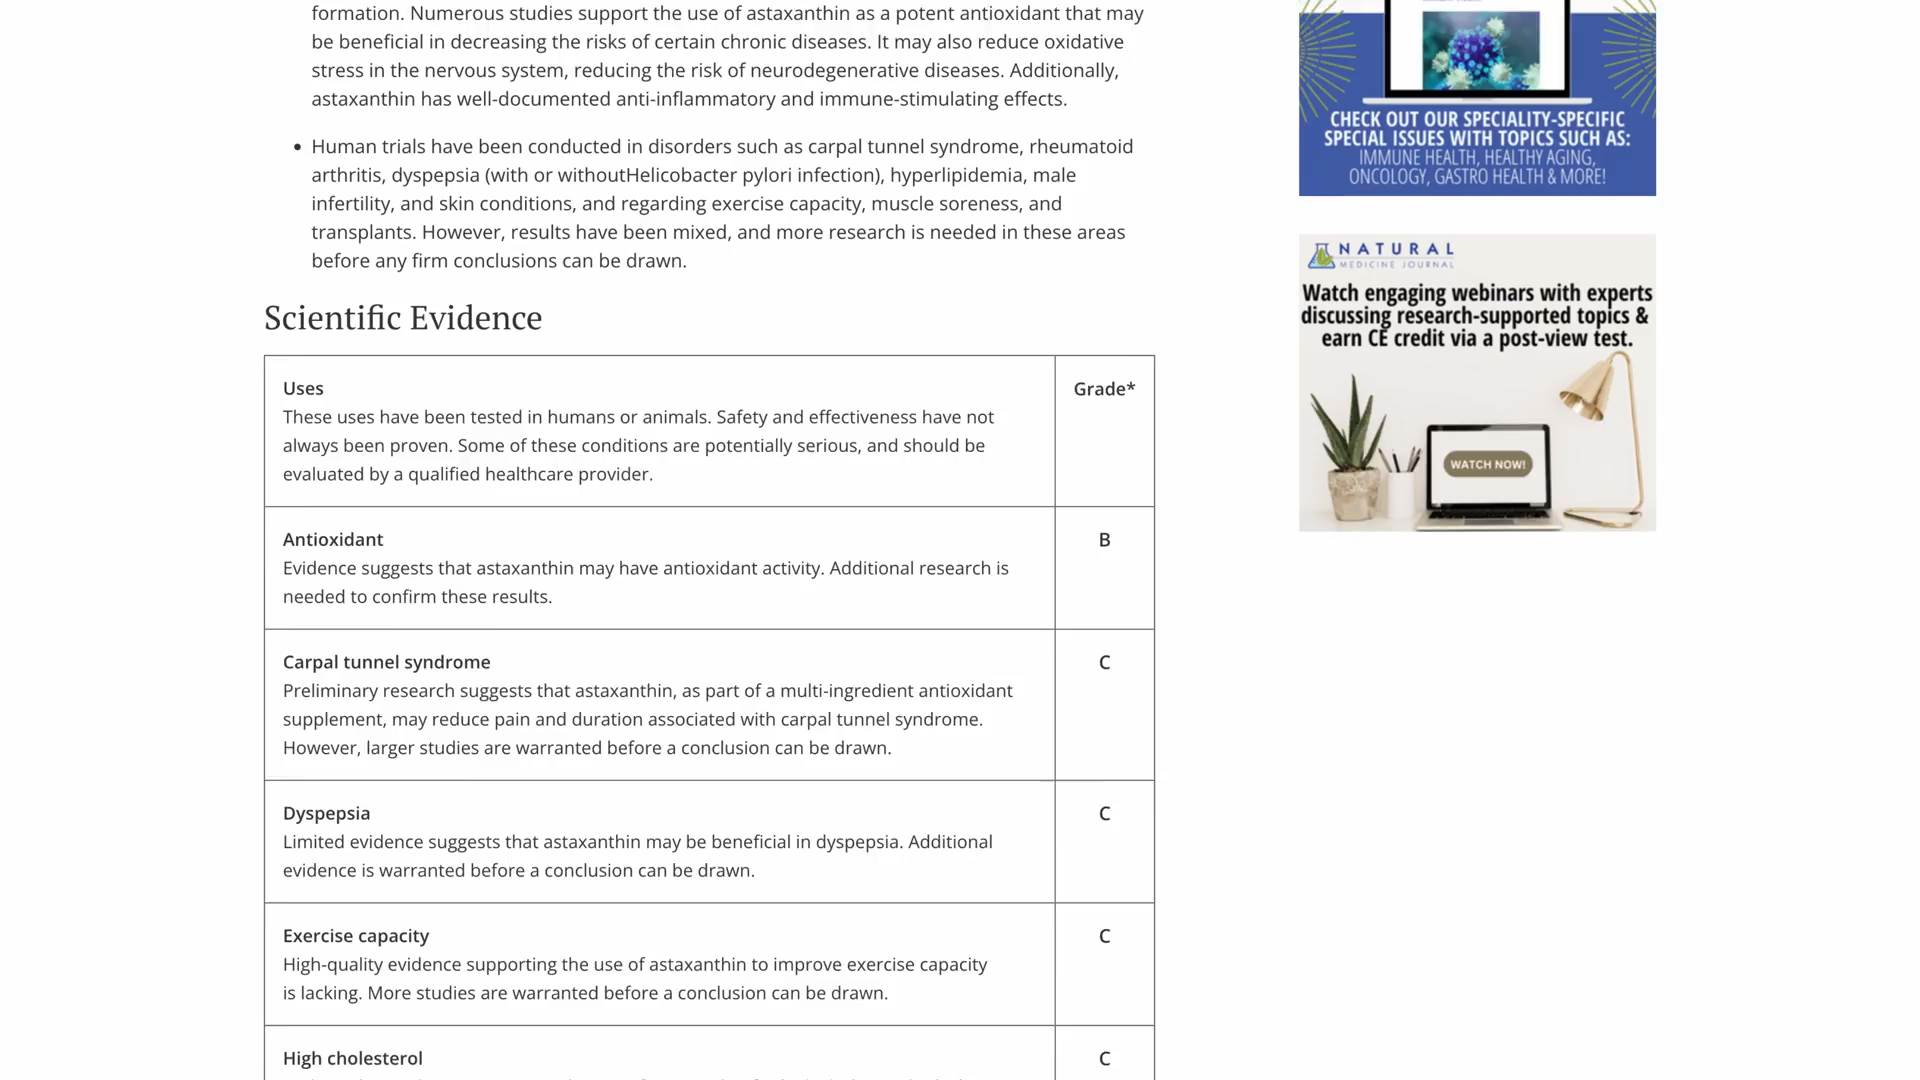 formation. Numerous studies support the use of astaxanthin as a potent antioxidant that may
be beneficial in decreasing the risks of certain chronic diseases. It may also reduce oxidative
stress in the nervous system, reducing the risk of neurodegenerative diseases. Additionally,
astaxanthin has well-documented anti-inflammatory and immune-stimulating effects.
• Human trials have been conducted in disorders such as carpal tunnel syndrome, rheumatoid
arthritis, dyspepsia (with or withoutHelicobacter pylori infection), hyperlipidemia, male
infertility, and skin conditions, and regarding exercise capacity, muscle soreness, and
transplants. However, results have been mixed, and more research is needed in these areas
before any firm conclusions can be drawn.
Scientific Evidence
Uses
These uses have been tested in humans or animals. Safety and effectiveness have not
always been proven. Some of these conditions are potentially serious, and should be
evaluated by a qualified healthcare provider.
Grade*
Antioxidant
Evidence suggests that astaxanthin may have antioxidant activity. Additional research is
needed to confirm these results.
B
Carpal tunnel syndrome
Preliminary research suggests that astaxanthin, as part of a multi-ingredient antioxidant
supplement, may reduce pain and duration associated with carpal tunnel syndrome.
However, larger studies are warranted before a conclusion can be drawn.
C
Dyspepsia
Limited evidence suggests that astaxanthin may be beneficial in dyspepsia. Additional
evidence is warranted before a conclusion can be drawn.
C
Exercise capacity
High-quality evidence supporting the use of astaxanthin to improve exercise capacity
is lacking. More studies are warranted before a conclusion can be drawn.
C
High cholesterol
C
CHECK OUT OUR SPECIALITY-SPECIFIC
SPECIAL ISSUES WITH TOPICS SUCH AS:
IMMUNE HEALTH, HEALTHY AGING,
ONCOLOGY, GASTRO HEALTH & MORE!
NATURAL
MEDICINE JOURNAL
Watch engaging webinars with experts
discussing research-supported topics &
earn CE credit via a post-view test.
WATCH NOW!